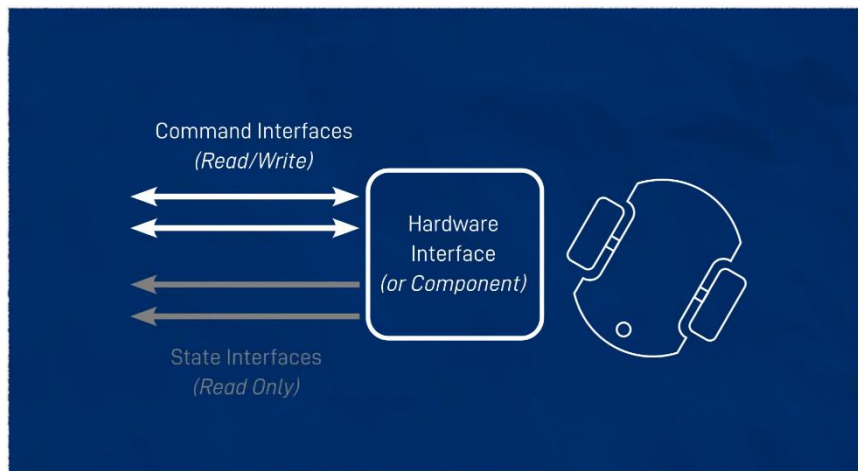 Command Interfaces
(Read/Write)
Hardware
Interface
(or Component)
State Interfaces
(Read Only)